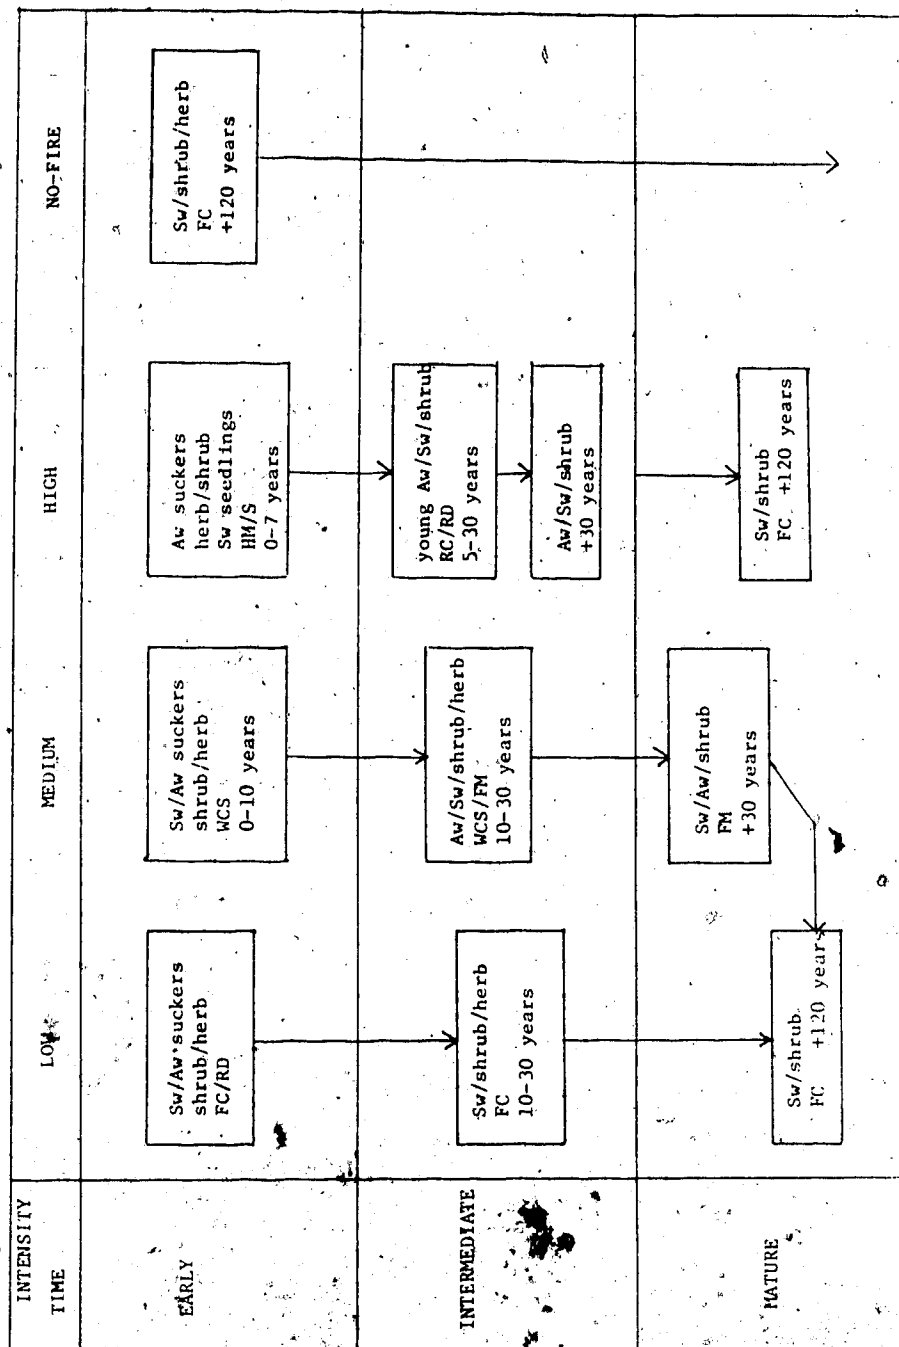 INTENSITY
TIME
LOW
MEDIUM
HIGH
NO-FIRE
EARLY
Sw/Aw suckers
shrub/herb
FC/RD
Sw/Aw suckers
shrub/herb
WCS
0-10 years
Aw suckers
herb/shrub
Sw seedlings
HM/S
0-7 years
Sw/shrub/herb
FC
+120 years
INTERMEDIATE
Sw/shrub/herb
FC
10-30 years
Aw/Sw/shrub/herb
WCS/FM
10-30 years
young Aw/Sw/shrub
RC/RD
5-30 years
Aw/Sw/shrub
+30 years
MATURE
Sw/shrub
FC +120 years
Sw/Aw/shrub
FM
+30 years
Sw/shrub
FC +120 years